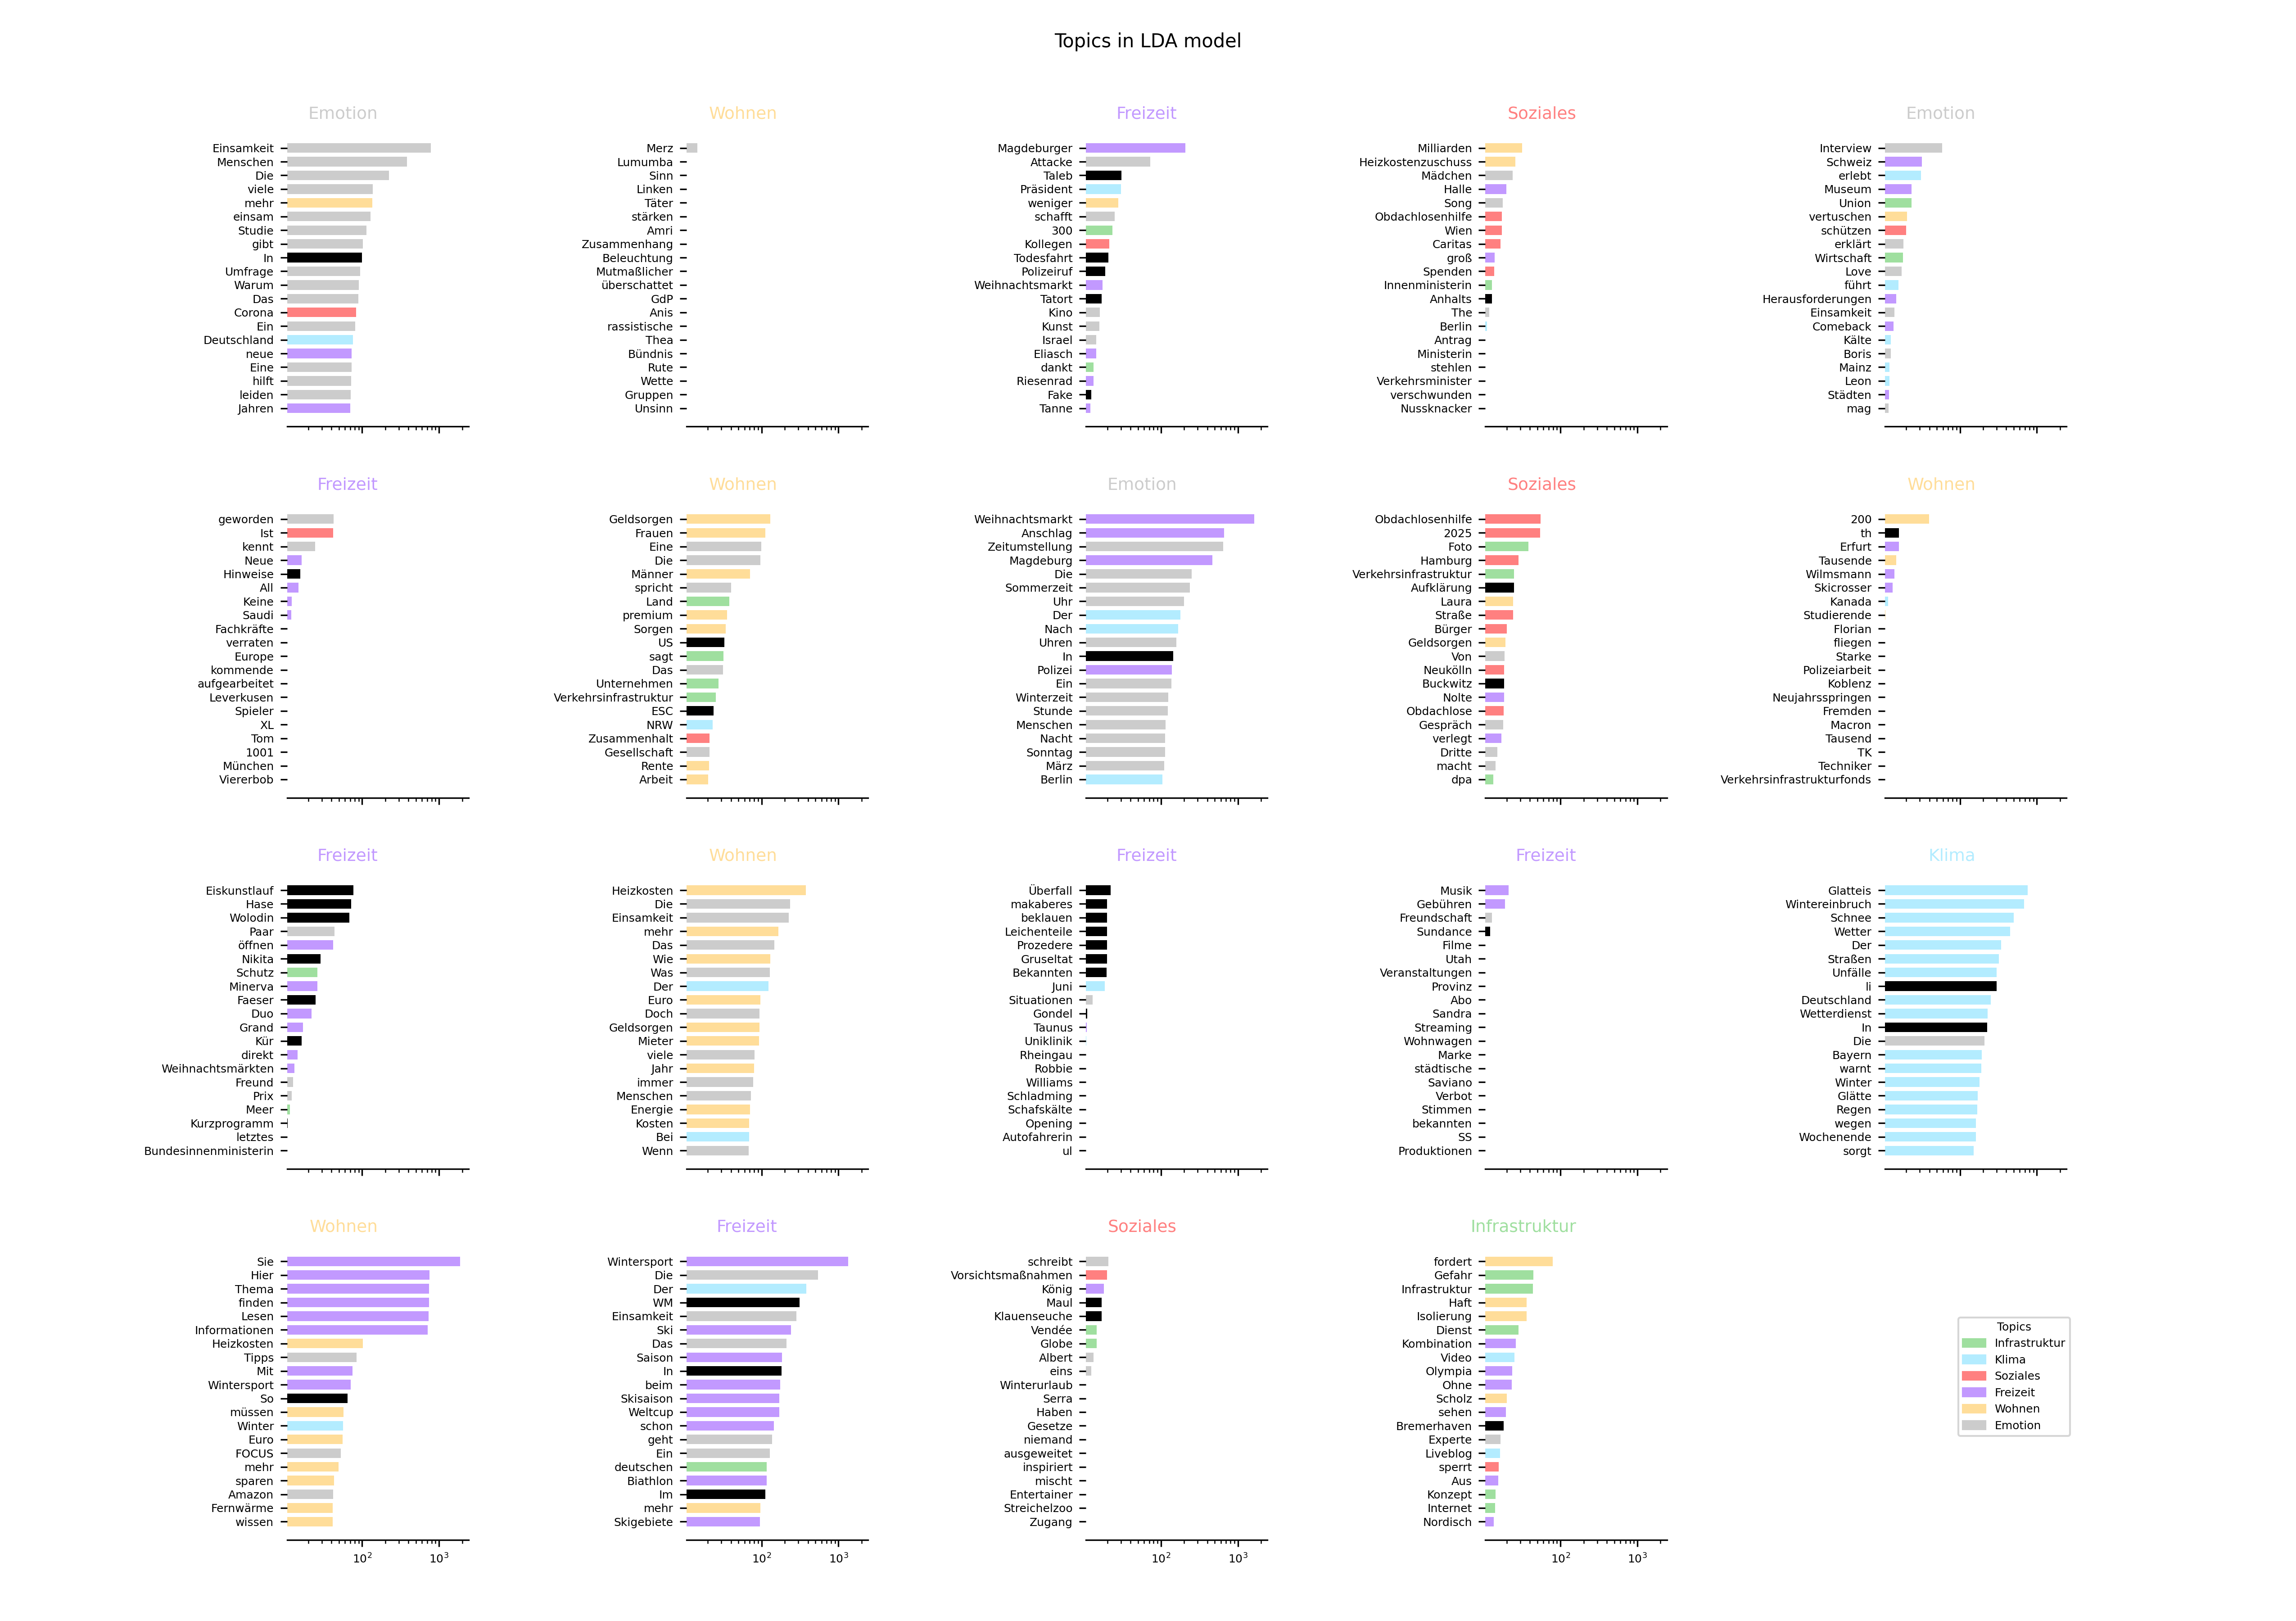 Topics in LDA model
Emotion
Einsamkeit
Menschen
Die
viele
mehr
einsam
Studie
gibt
In
Umfrage
Warum
Das
Corona
Ein
Deutschland
neue
Eine
hilft
leiden
Jahren
Wohnen
Merz
Lumumba
Sinn
Linken
Täter
stärken
Amri
Zusammenhang
Beleuchtung
Mutmaßlicher
überschattet
GdP
Anis
rassistische
Thea
Bündnis
Rute
Wette
Gruppen
Unsinn
Freizeit
Magdeburger
Attacke
Taleb
Präsident
weniger
schafft
300
Kollegen
Todesfahrt
Polizeiruf
Weihnachtsmarkt
Tatort
Kino
Kunst
Israel
Eliasch
dankt
Riesenrad
Fake
Tanne
Soziales
Milliarden
Heizkostenzuschuss
Mädchen
Halle
Song
Obdachlosenhilfe
Wien
Caritas
groß
Spenden
Innenministerin
Anhalts
The
Berlin
Antrag
Ministerin
stehlen
Verkehrsminister
verschwunden
Nussknacker
Emotion
Interview
Schweiz
erlebt
Museum
Union
vertuschen
schützen
erklärt
Wirtschaft
Love
führt
Herausforderungen
Einsamkeit
Comeback
Kälte
Boris
Mainz
Leon
Städten
mag
Freizeit
geworden
Ist
kennt
Neue
Hinweise
All
Keine
Saudi
Fachkräfte
verraten
Europe
kommende
aufgearbeitet
Leverkusen
Spieler
XL
Tom
1001
München
Viererbob
Wohnen
Geldsorgen
Frauen
Eine
Die
Männer
spricht
Land
premium
Sorgen
US
sagt
Das
Unternehmen
Verkehrsinfrastruktur
ESC
NRW
Zusammenhalt
Gesellschaft
Rente
Arbeit
Emotion
Weihnachtsmarkt
Anschlag
Zeitumstellung
Magdeburg
Die
Sommerzeit
Uhr
Der
Nach
Uhren
In
Polizei
Ein
Winterzeit
Stunde
Menschen
Nacht
Sonntag
März
Berlin
Soziales
Obdachlosenhilfe
2025
Foto
Hamburg
Verkehrsinfrastruktur
Aufklärung
Laura
Straße
Bürger
Geldsorgen
Von
Neukölln
Buckwitz
Nolte
Obdachlose
Gespräch
verlegt
Dritte
macht
dpa
Wohnen
200
th
Erfurt
Tausende
Wilmsmann
Skicrosser
Kanada
Studierende
Florian
fliegen
Starke
Polizeiarbeit
Koblenz
Neujahrsspringen
Fremden
Macron
Tausend
TK
Techniker
Verkehrsinfrastrukturfonds
Freizeit
Eiskunstlauf
Hase
Wolodin
Paar
öffnen
Nikita
Schutz
Minerva
Faeser
Duo
Grand
Kür
direkt
Weihnachtsmärkten
Freund
Prix
Meer
Kurzprogramm
letztes
Bundesinnenministerin
Wohnen
Heizkosten
Die
Einsamkeit
mehr
Das
Wie
Was
Der
Euro
Doch
Geldsorgen
Mieter
viele
Jahr
immer
Menschen
Energie
Kosten
Bei
Wenn
Freizeit
Überfall
makaberes
beklauen
Leichenteile
Prozedere
Gruseltat
Bekannten
Juni
Situationen
Gondel
Taunus
Uniklinik
Rheingau
Robbie
Williams
Schladming
Schafskälte
Opening
Autofahrerin
ul
Freizeit
Musik
Gebühren
Freundschaft
Sundance
Filme
Utah
Veranstaltungen
Provinz
Abo
Sandra
Streaming
Wohnwagen
Marke
städtische
Saviano
Verbot
Stimmen
bekannten
SS
Produktionen
Klima
Glatteis
Wintereinbruch
Schnee
Wetter
Der
Straßen
Unfälle
li
Deutschland
Wetterdienst
In
Die
Bayern
warnt
Winter
Glätte
Regen
wegen
Wochenende
sorgt
Wohnen
Sie
Hier
Thema
finden
Lesen
Informationen
Heizkosten
Tipps
Mit
Wintersport
So
müssen
Winter
Euro
FOCUS
mehr
sparen
Amazon
Fernwärme
wissen
10² 10³
Freizeit
Wintersport
Die
Der
WM
Einsamkeit
Ski
Das
Saison
In
beim
Skisaison
Weltcup
schon
geht
Ein
deutschen
Biathlon
Im
mehr
Skigebiete
10² 10³
Soziales
schreibt
Vorsichtsmaßnahmen
König
Maul
Klauenseuche
Vendée
Globe
Albert
eins
Winterurlaub
Serra
Haben
Gesetze
niemand
ausgeweitet
inspiriert
mischt
Entertainer
Streichelzoo
Zugang
10² 10³
Infrastruktur
fordert
Gefahr
Infrastruktur
Haft
Isolierung
Dienst
Kombination
Video
Olympia
Ohne
Scholz
sehen
Bremerhaven
Experte
Liveblog
sperrt
Aus
Konzept
Internet
Nordisch
10² 10³
Topics
Infrastruktur
Klima
Soziales
Freizeit
Wohnen
Emotion